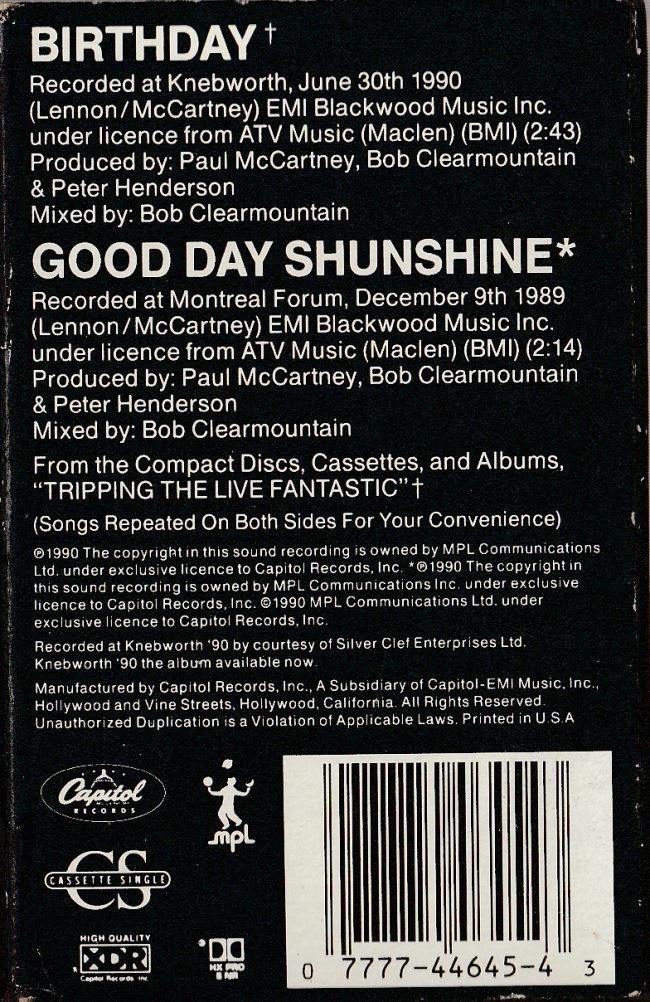 BIRTHDAY†
Recorded at Knebworth, June 30th 1990
(Lennon/McCartney) EMI Blackwood Music Inc.
under licence from ATV Music (Maclen) (BMI) (2:43)
Produced by: Paul McCartney, Bob Clearmountain
& Peter Henderson
Mixed by: Bob Clearmountain
GOOD DAY SHUNSHINE*
Recorded at Montreal Forum, December 9th 1989
(Lennon/McCartney) EMI Blackwood Music Inc.
under licence from ATV Music (Maclen) (BMI) (2:14)
Produced by: Paul McCartney, Bob Clearmountain
& Peter Henderson
Mixed by: Bob Clearmountain
From the Compact Discs, Cassettes, and Albums,
“TRIPPING THE LIVE FANTASTIC”†
(Songs Repeated On Both Sides For Your Convenience)
℗1990 The copyright in this sound recording is owned by MPL Communications
Ltd. under exclusive licence to Capitol Records, Inc. *℗1990 The copyright in
this sound recording is owned by MPL Communications Inc. under exclusive
licence to Capitol Records, Inc. ©1990 MPL Communications Ltd. under
exclusive licence to Capitol Records, Inc.
Recorded at Knebworth '90 by courtesy of Silver Clef Enterprises Ltd.
Knebworth '90 the album available now.
Manufactured by Capitol Records, Inc., A Subsidiary of Capitol-EMI Music, Inc.,
Hollywood and Vine Streets, Hollywood, California. All Rights Reserved.
Unauthorized Duplication is a Violation of Applicable Laws. Printed in U.S.A
Capitol
RECORDS
mpl
CS
CASSETTE SINGLE
HIGH QUALITY
XDR
Capitol Records Inc
HX PRO
B NR
0 7777-44645-4 3